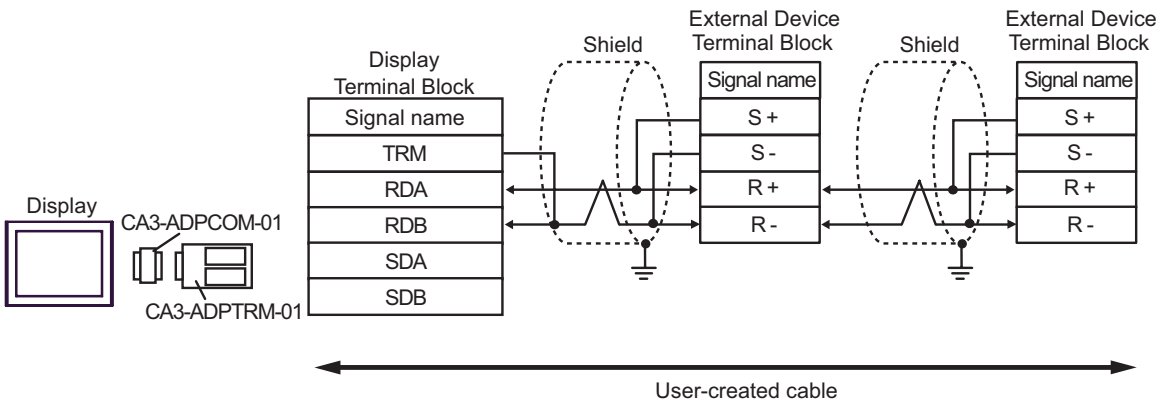 Display
CA3-ADPCOM-01
CA3-ADPTRM-01
Display
Terminal Block
Signal name
TRM
RDA
RDB
SDA
SDB
Shield
External Device
Terminal Block
Signal name
S +
S -
R +
R -
Shield
External Device
Terminal Block
Signal name
S +
S -
R +
R -
User-created cable